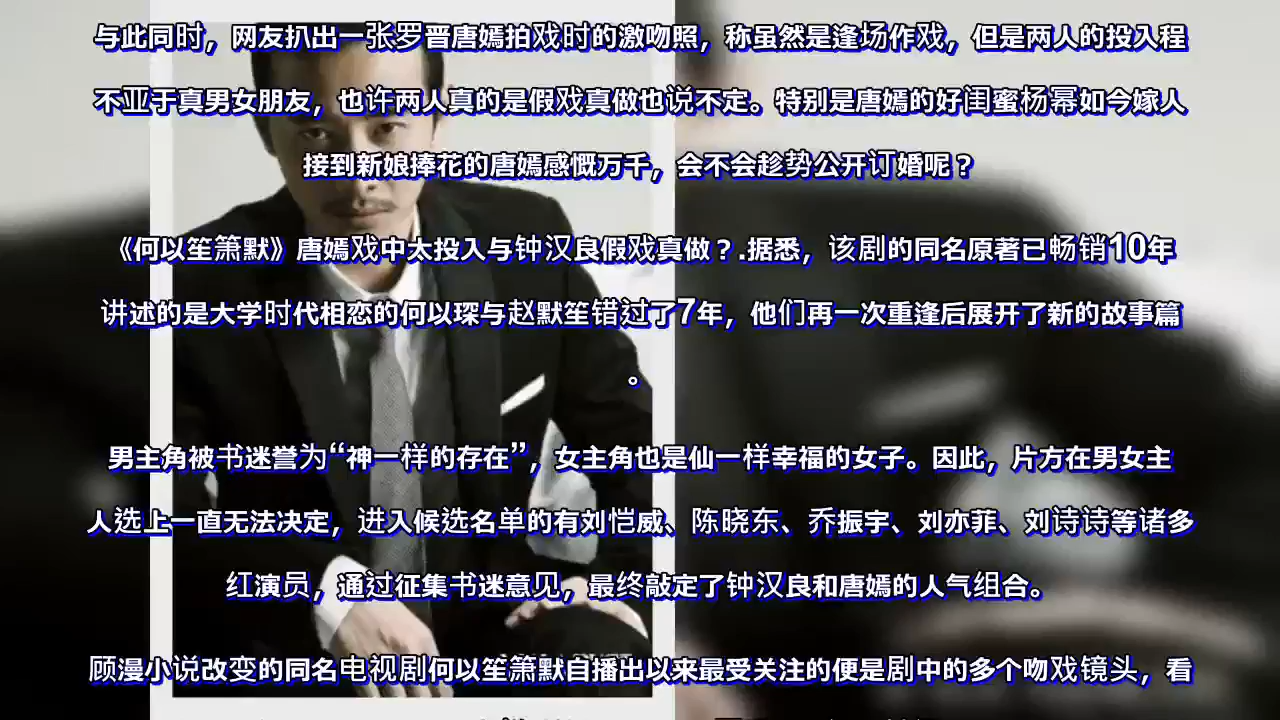 与此同时，网友扒出一张罗晋唐嫣拍戏时的激吻照，称虽然是逢场作戏，但是两人的投入程
不亚于真男女朋友，也许两人真的是假戏真做也说不定。特别是唐嫣的好闺蜜杨幂如今嫁人
接到新娘捧花的唐嫣感慨万千，会不会趁势公开订婚呢？
《何以笙箫默》唐嫣戏中太投入与钟汉良假戏真做？.据悉，该剧的同名原著已畅销10年
讲述的是大学时代相恋的何以琛与赵默笙错过了7年，他们再一次重逢后展开了新的故事篇
。
男主角被书迷誉为“神一样的存在”，女主角也是仙一样幸福的女子。因此，片方在男女主
人选上一直无法决定，进入候选名单的有刘恺威、陈晓东、乔振宇、刘亦菲、刘诗诗等诸多
红演员，通过征集书迷意见，最终敲定了钟汉良和唐嫣的人气组合。
顾漫小说改变的同名电视剧何以笙箫默自播出以来最受关注的便是剧中的多个吻戏镜头，看